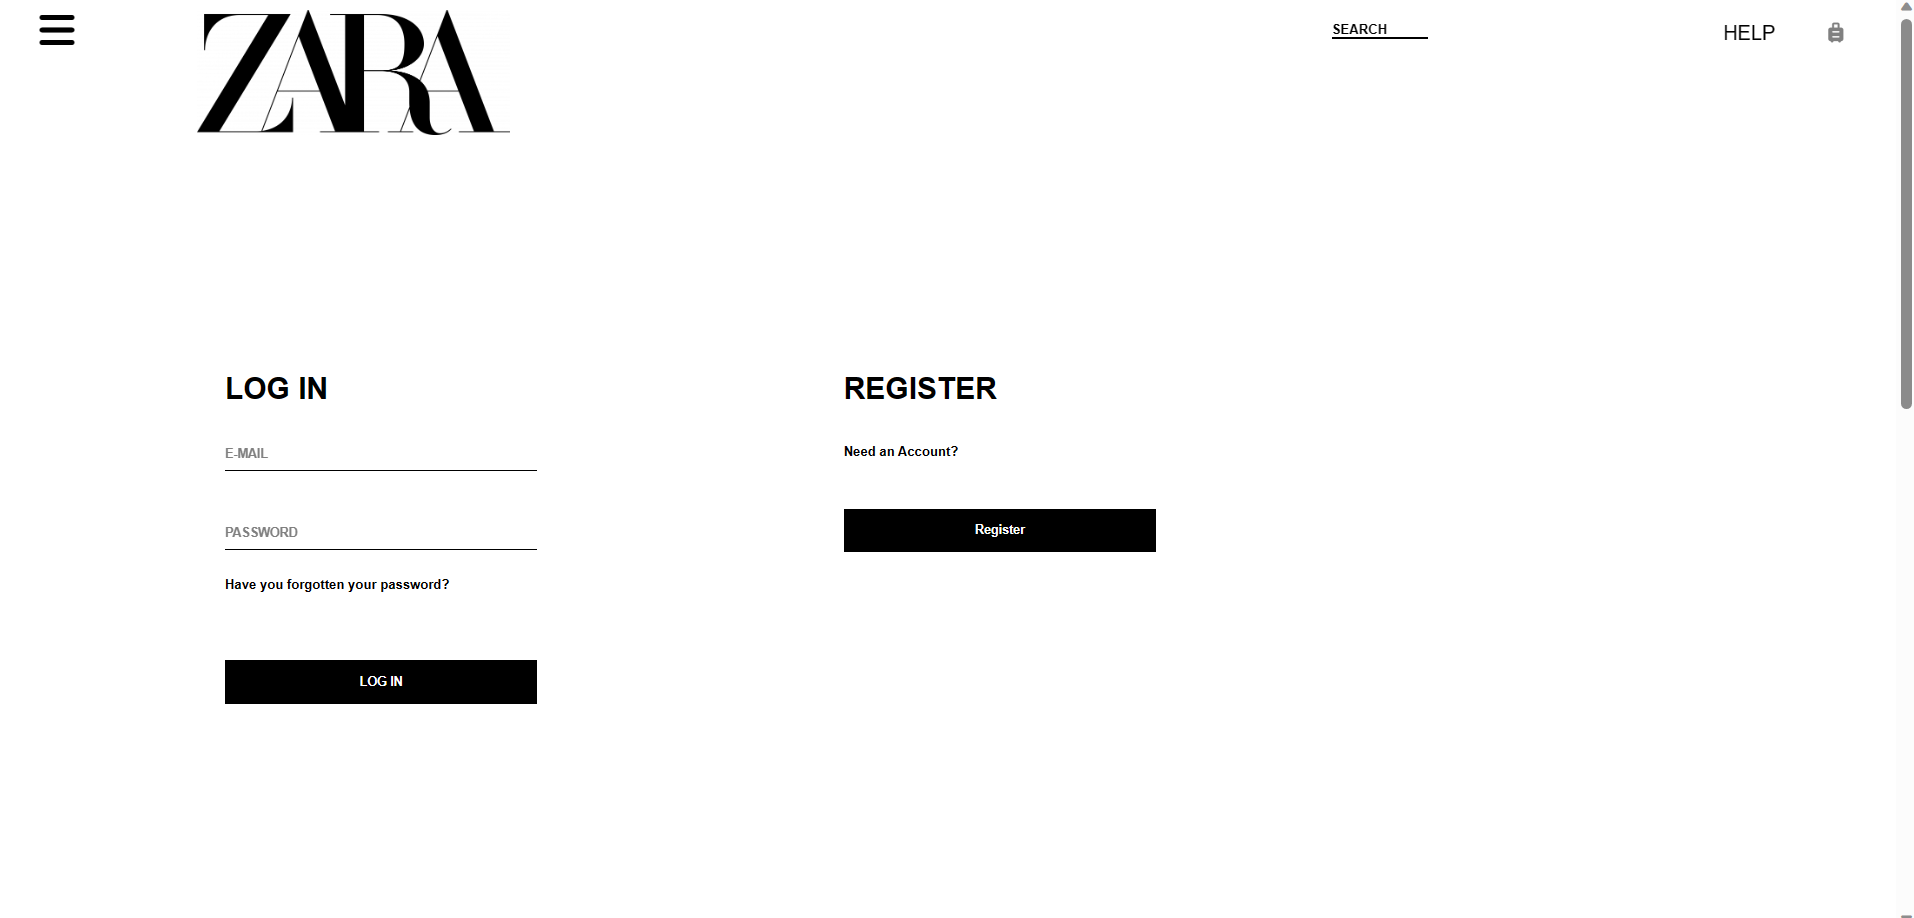 ZARA
SEARCH
HELP
LOG IN
E-MAIL
PASSWORD
Have you forgotten your password?
LOG IN
REGISTER
Need an Account?
Register